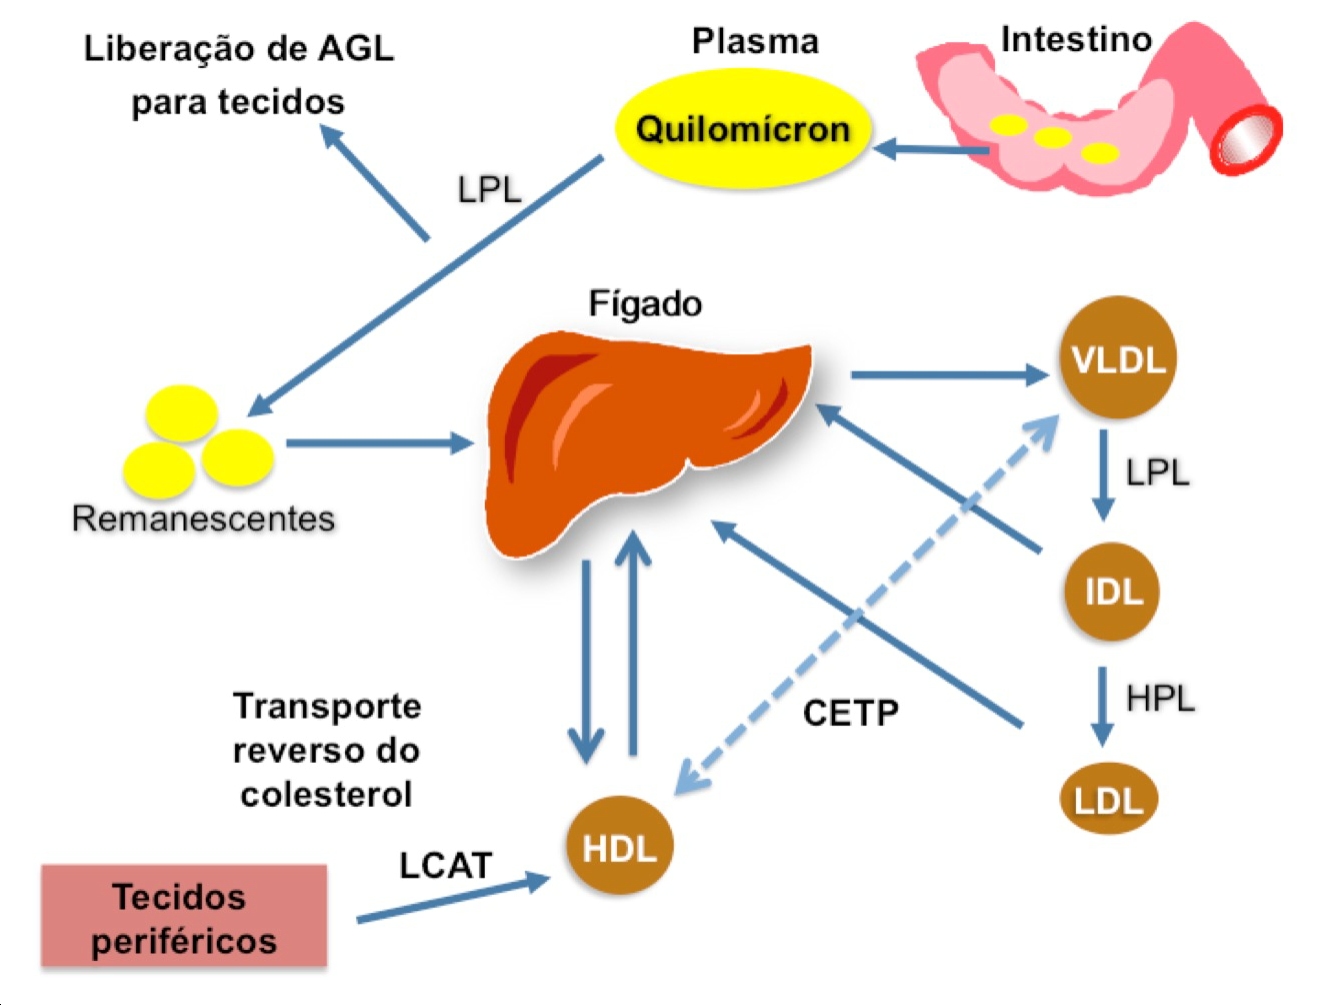 Liberação de AGL
para tecidos
Plasma
Intestino
Quilomícron
LPL
Fígado
VLDL
LPL
Remanescentes
IDL
HPL
Transporte
reverso do
colesterol
CETP
LDL
HDL
LCAT
Tecidos
periféricos